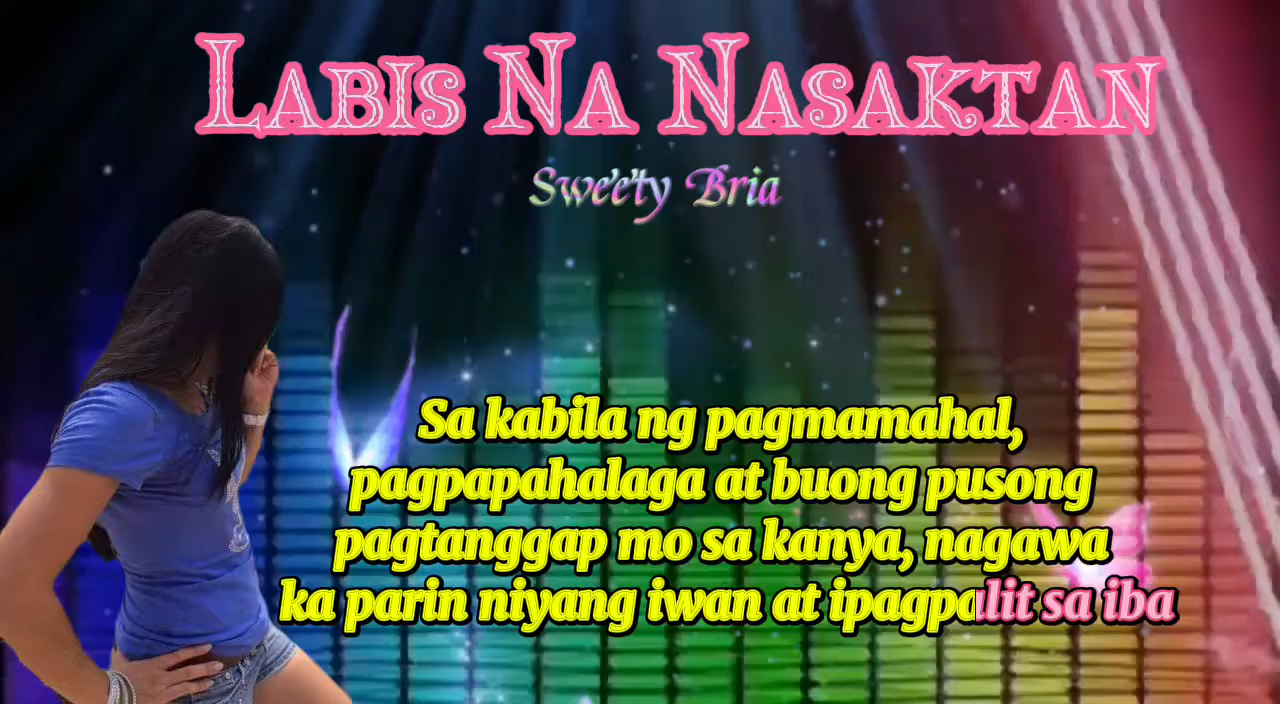 Labis Na Nasaktan
Sweety Bria
Sa kabila ng pagmamahal,
pagpapahalaga at buong pusong
pagtanggap mo sa kanya, nagawa
ka parin niyang iwan at ipagpalit sa iba